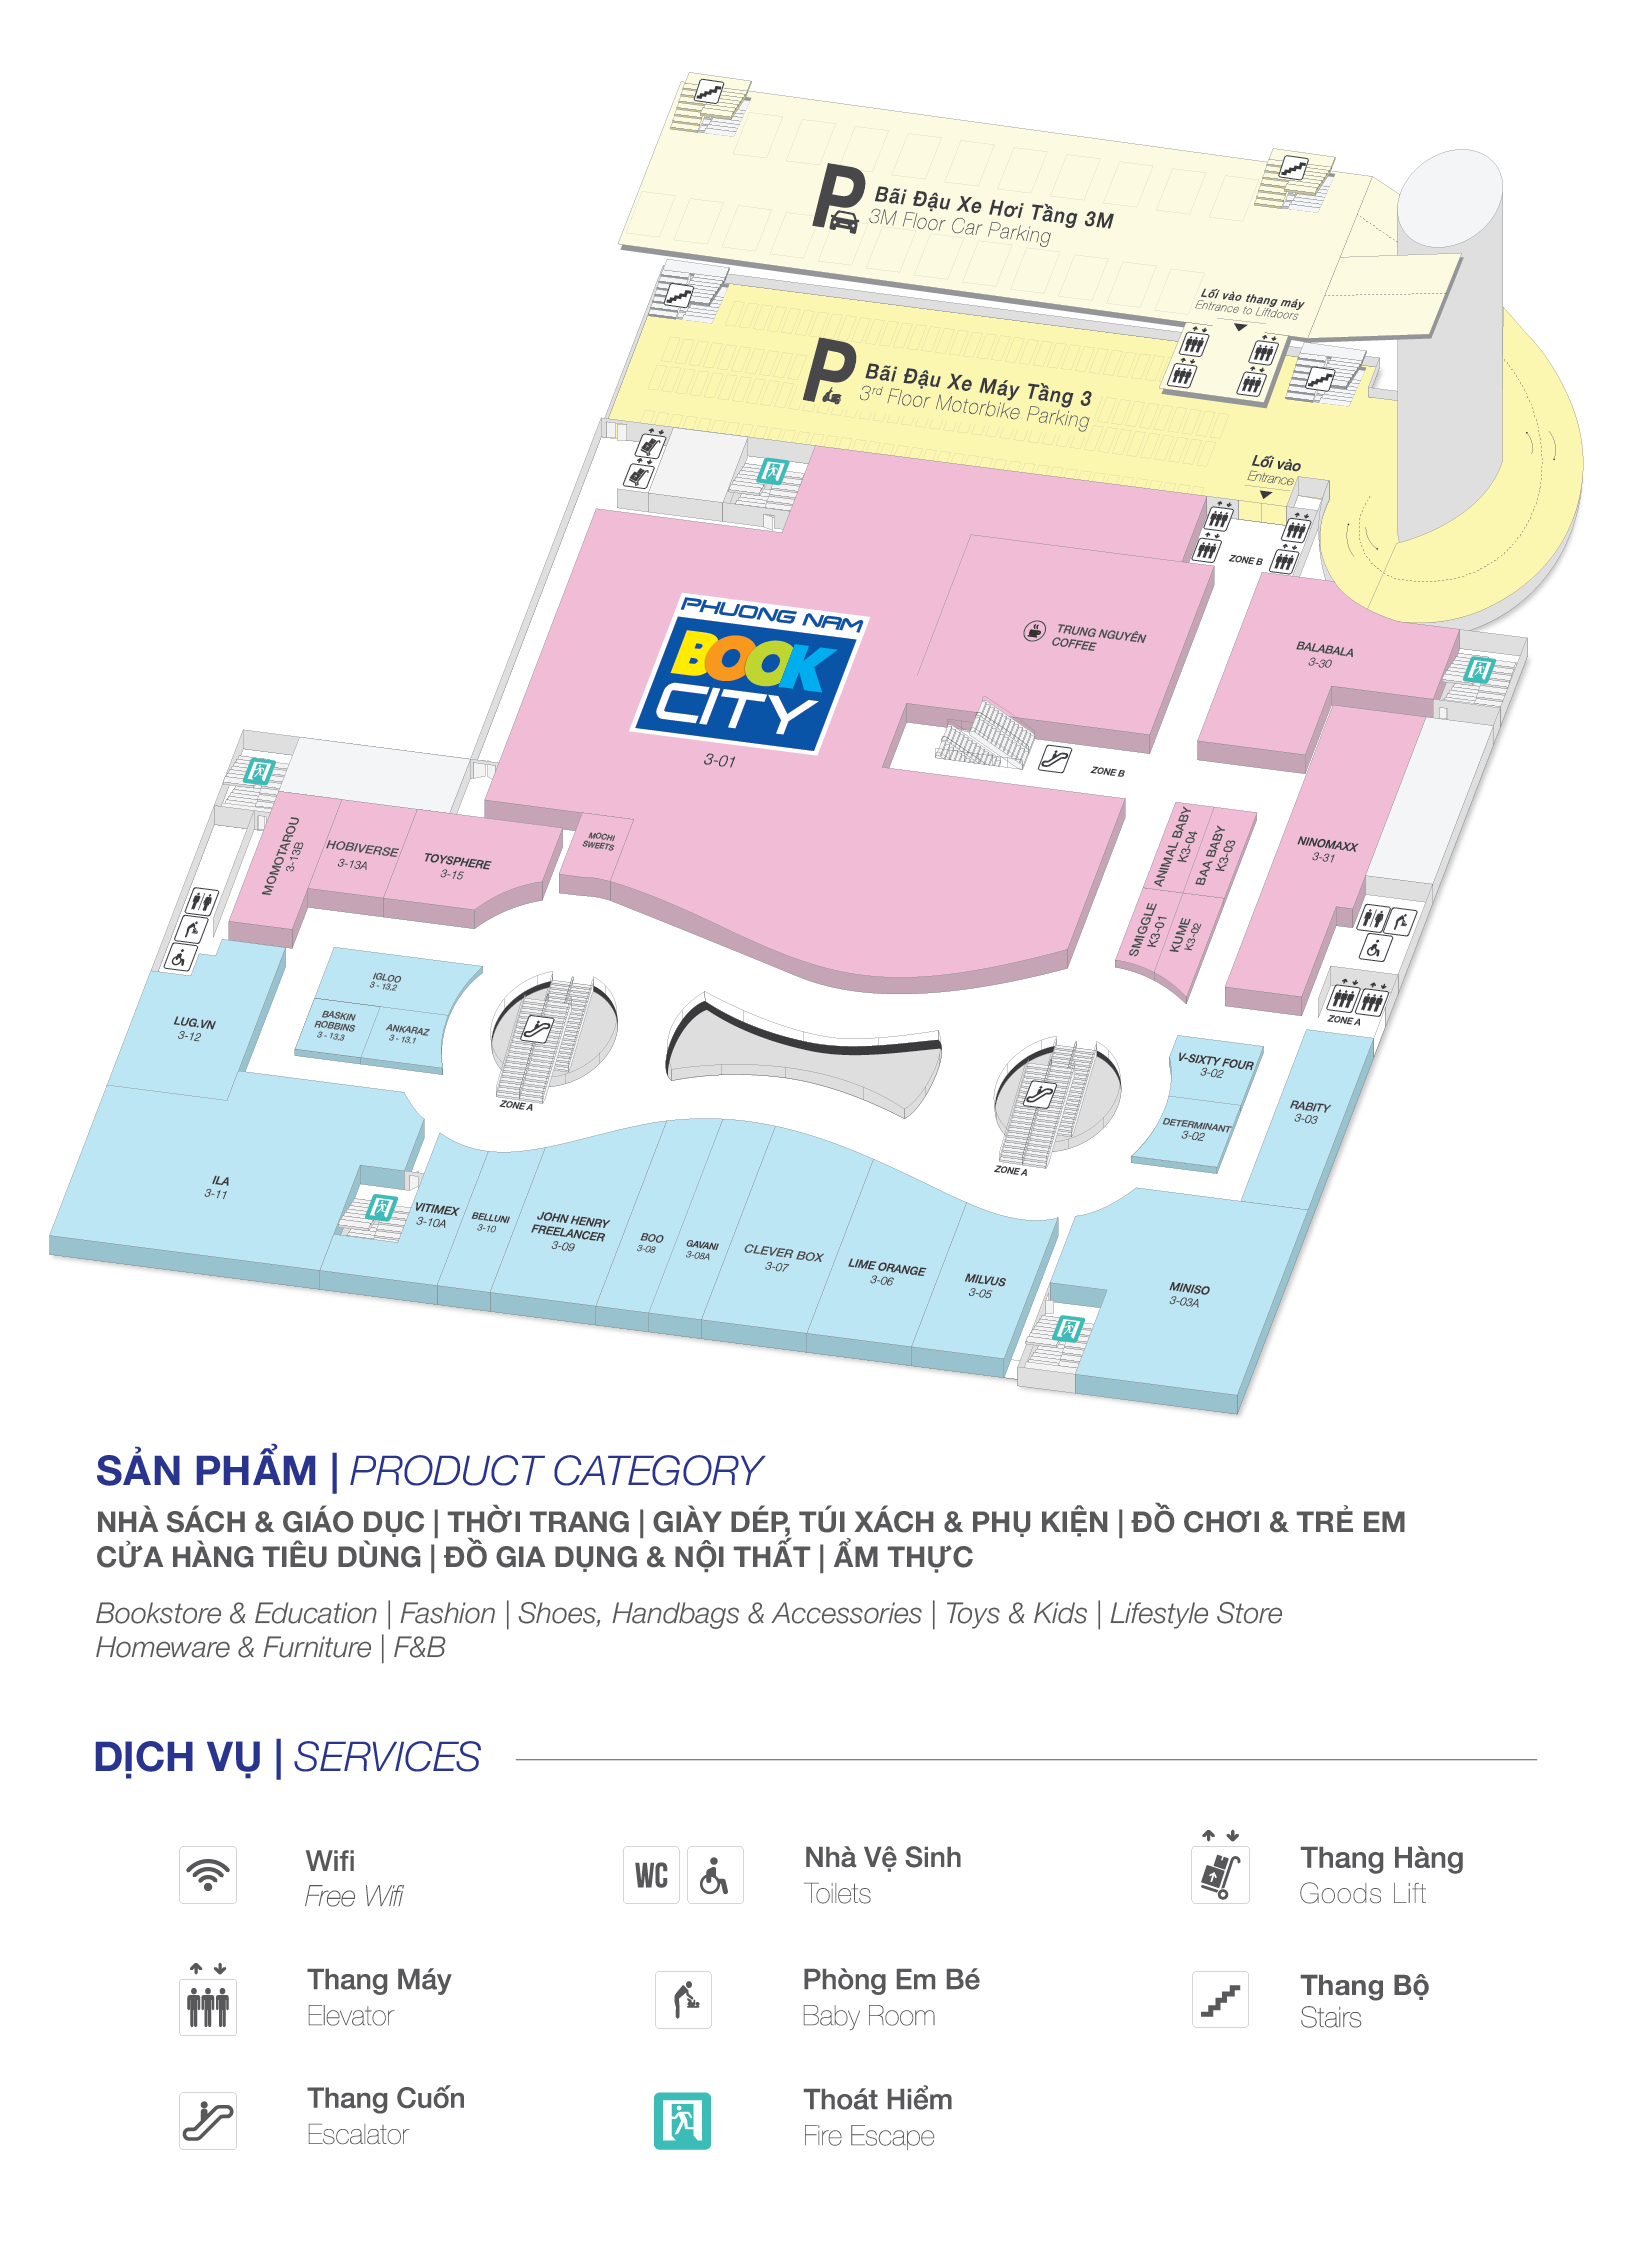 Bãi Đậu Xe Hơi Tầng 3M
3M Floor Car Parking
Lối vào thang máy
Entrance to Liftdoors
Bãi Đậu Xe Máy Tầng 3
3rd Floor Motorbike Parking
Lối vào
Entrance
ZONE B
PHUONG NAM
BOOK
CITY
3-01
TRUNG NGUYÊN
COFFEE
BALABALA
3-30
ZONE B
MOMOTAROU
3-13B
HOBIVERSE
3-13A
TOYSPHERE
3-15
MOCHI
SWEETS
ANIMAL BABY
K3-04
BAA BABY
K3-03
SMIGGLE
K3-01
KUME
K3-02
NINOMAXX
3-31
ZONE A
LUG.VN
3-12
IGLOO
3 - 13.2
BASKIN
ROBBINS
3 - 13.3
ANKARAZ
3 - 13.1
ZONE A
ZONE A
V-SIXTY FOUR
3-02
DETERMINANT
3-02
RABITY
3-03
ILA
3-11
VITIMEX
3-10A
BELLUNI
3-10
JOHN HENRY
FREELANCER
3-09
BOO
3-08
GAVANI
3-08A
CLEVER BOX
3-07
LIME ORANGE
3-06
MILVUS
3-05
MINISO
3-03A
SẢN PHẨM | PRODUCT CATEGORY
NHÀ SÁCH & GIÁO DỤC | THỜI TRANG | GIÀY DÉP, TÚI XÁCH & PHỤ KIỆN | ĐỒ CHƠI & TRẺ EM
CỬA HÀNG TIÊU DÙNG | ĐỒ GIA DỤNG & NỘI THẤT | ẨM THỰC
Bookstore & Education | Fashion | Shoes, Handbags & Accessories | Toys & Kids | Lifestyle Store
Homeware & Furniture | F&B
DỊCH VỤ | SERVICES
Wifi
Free Wifi
WC
Nhà Vệ Sinh
Toilets
Thang Hàng
Goods Lift
Thang Máy
Elevator
Phòng Em Bé
Baby Room
Thang Bộ
Stairs
Thang Cuốn
Escalator
Thoát Hiểm
Fire Escape